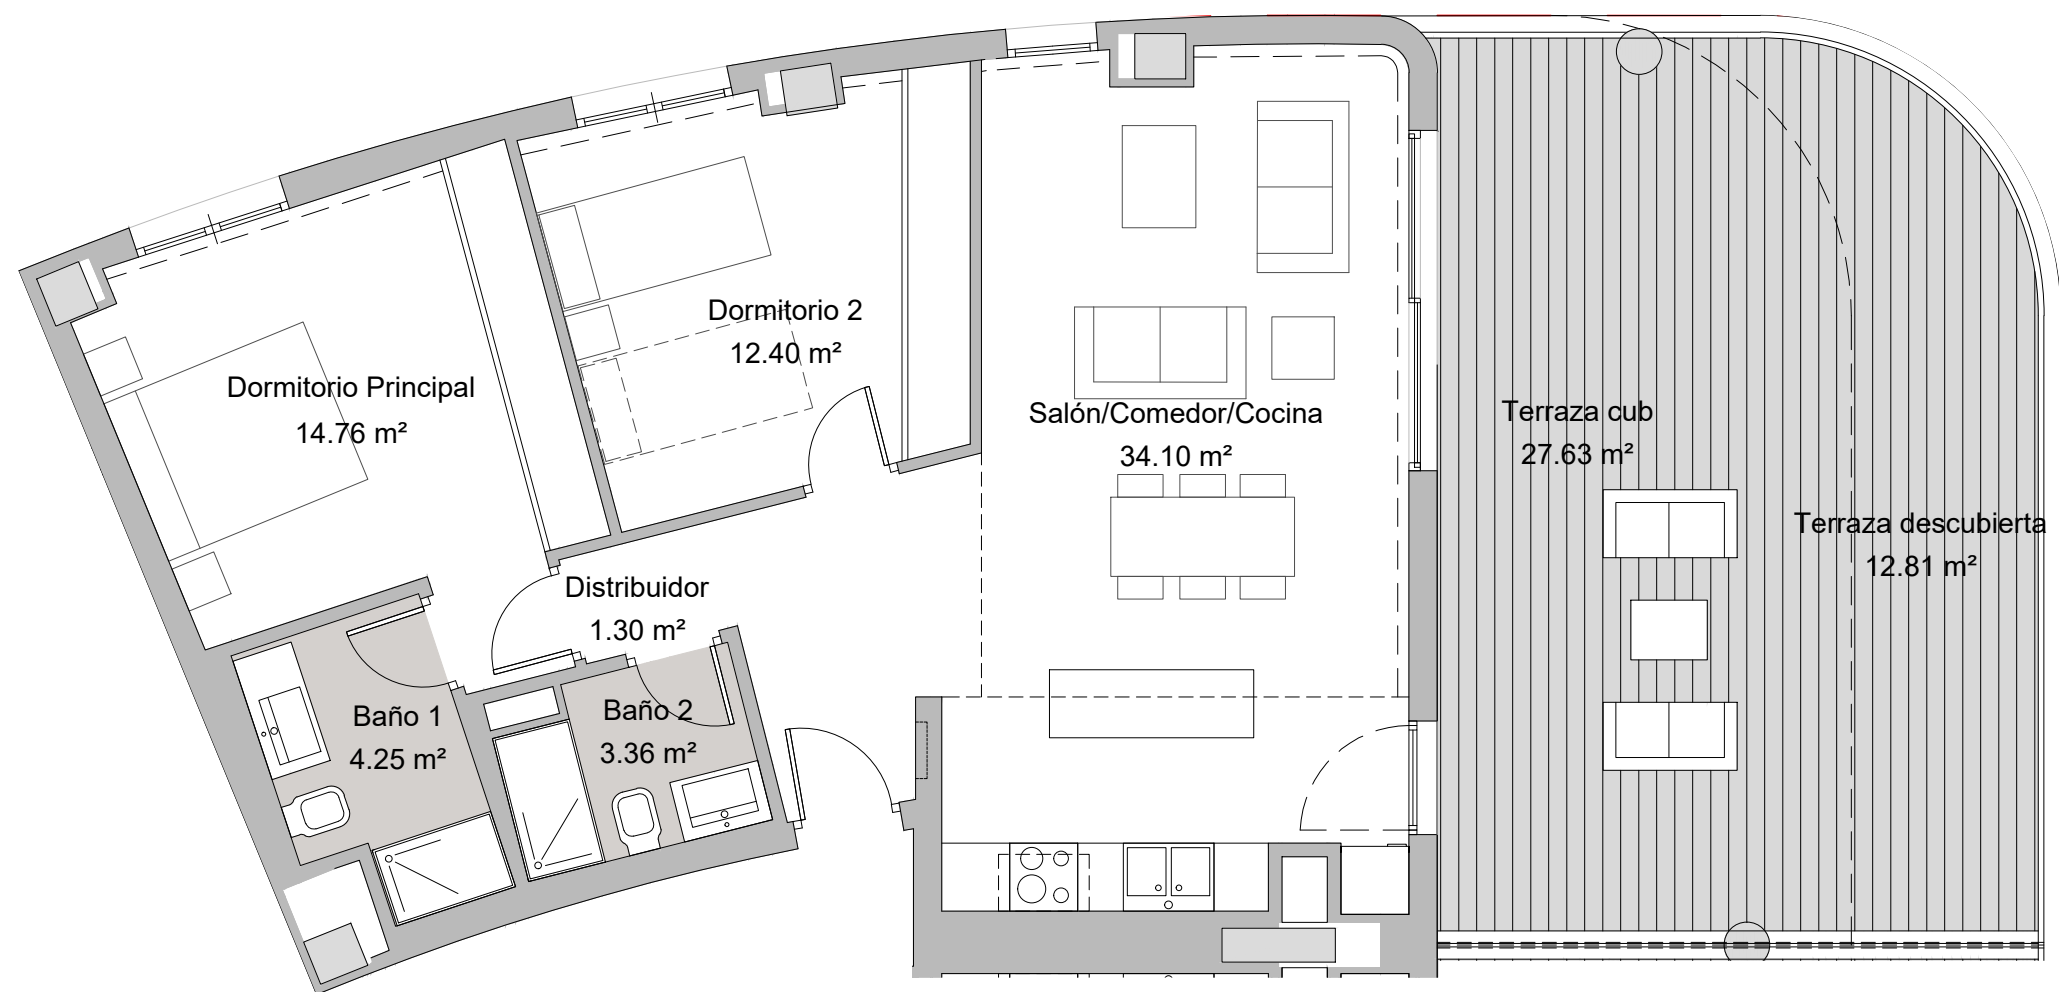 Dormitorio 2
12.40 m²
Dormitorio Principal
14.76 m²
Salón/Comedor/Cocina
34.10 m²
Terraza cub
27.63 m²
Terraza descubierta
12.81 m²
Distribuidor
1.30 m²
Baño 1
4.25 m²
Baño 2
3.36 m²